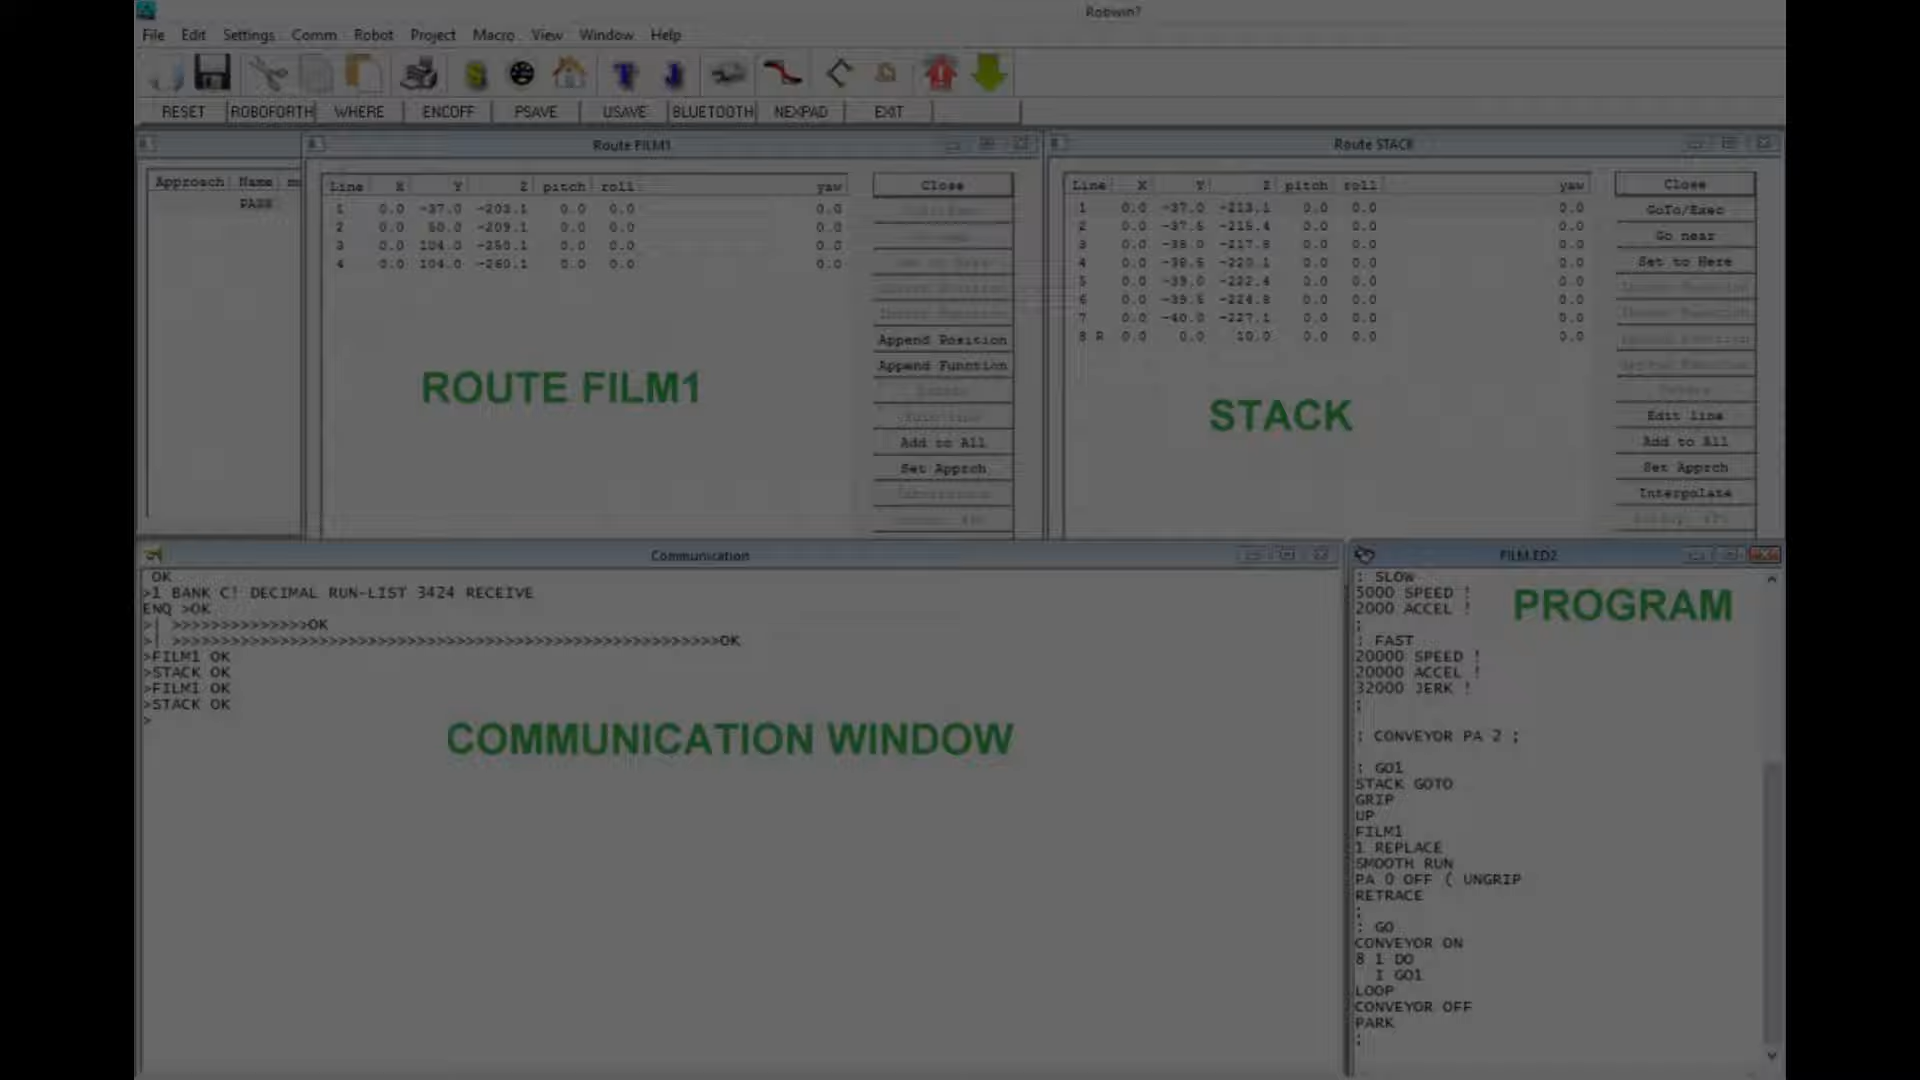 Robwin7
File Edit Settings Comm Robot Project Macro View Window Help
RESET ROBOFORTH WHERE ENCOFF PSAVE USAVE BLUETOOTH NEXPAD EXIT
Approach Name
PASS
Route FILM1
Line X Y Z pitch roll yaw
1 0.0 -37.0 -203.1 0.0 0.0 0.0
2 0.0 50.0 -209.1 0.0 0.0 0.0
3 0.0 104.0 -250.1 0.0 0.0 0.0
4 0.0 104.0 -260.1 0.0 0.0 0.0
ROUTE FILM1
Close
Append Position
Append Function
Add to All
Set Apprch
Route STACK
Line X Y Z pitch roll yaw
1 0.0 -37.0 -213.1 0.0 0.0 0.0
2 0.0 -37.5 -215.4 0.0 0.0 0.0
3 0.0 -38.0 -217.8 0.0 0.0 0.0
4 0.0 -38.5 -220.1 0.0 0.0 0.0
5 0.0 -39.0 -222.4 0.0 0.0 0.0
6 0.0 -39.5 -224.8 0.0 0.0 0.0
7 0.0 -40.0 -227.1 0.0 0.0 0.0
8 R 0.0 0.0 10.0 0.0 0.0 0.0
STACK
Close
GoTo/Exec
Go near
Set to Here
Edit line
Add to All
Set Apprch
Interpolate
Communication
OK
>1 BANK C! DECIMAL RUN-LIST 3424 RECEIVE
ENQ >OK
>| >>>>>>>>>>>>>>OK
>| >>>>>>>>>>>>>>>>>>>>>>>>>>>>>>>>>>>>>>>>>>>>>>>>>>>>>>>>OK
>FILM1 OK
>STACK OK
>FILM1 OK
>STACK OK
>
COMMUNICATION WINDOW
FILM.ED2
: SLOW
5000 SPEED !
2000 ACCEL !
;
: FAST
20000 SPEED !
20000 ACCEL !
32000 JERK !
;
: CONVEYOR PA 2 ;
: GO1
STACK GOTO
GRIP
UP
FILM1
1 REPLACE
SMOOTH RUN
PA 0 OFF ( UNGRIP
RETRACE
;
: GO
CONVEYOR ON
8 1 DO
I GO1
LOOP
CONVEYOR OFF
PARK
;
PROGRAM